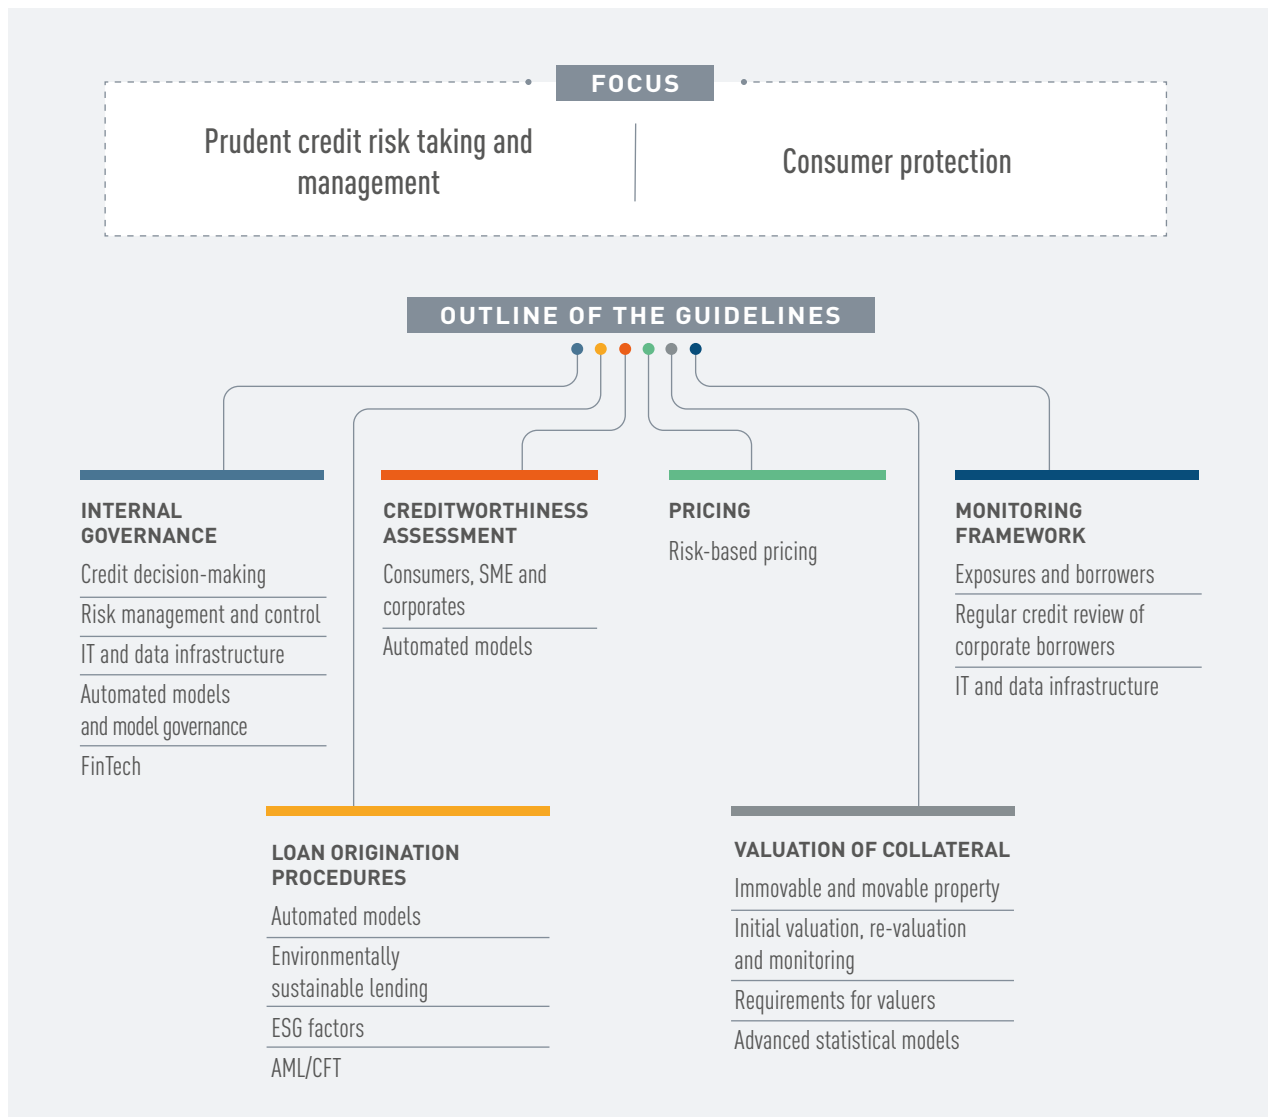 FOCUS
Prudent credit risk taking and
management
Consumer protection
OUTLINE OF THE GUIDELINES
INTERNAL
GOVERNANCE
Credit decision-making
Risk management and control
IT and data infrastructure
Automated models
and model governance
FinTech
CREDITWORTHINESS
ASSESSMENT
Consumers, SME and
corporates
Automated models
PRICING
Risk-based pricing
MONITORING
FRAMEWORK
Exposures and borrowers
Regular credit review of
corporate borrowers
IT and data infrastructure
LOAN ORIGINATION
PROCEDURES
Automated models
Environmentally
sustainable lending
ESG factors
AML/CFT
VALUATION OF COLLATERAL
Immovable and movable property
Initial valuation, re-valuation
and monitoring
Requirements for valuers
Advanced statistical models